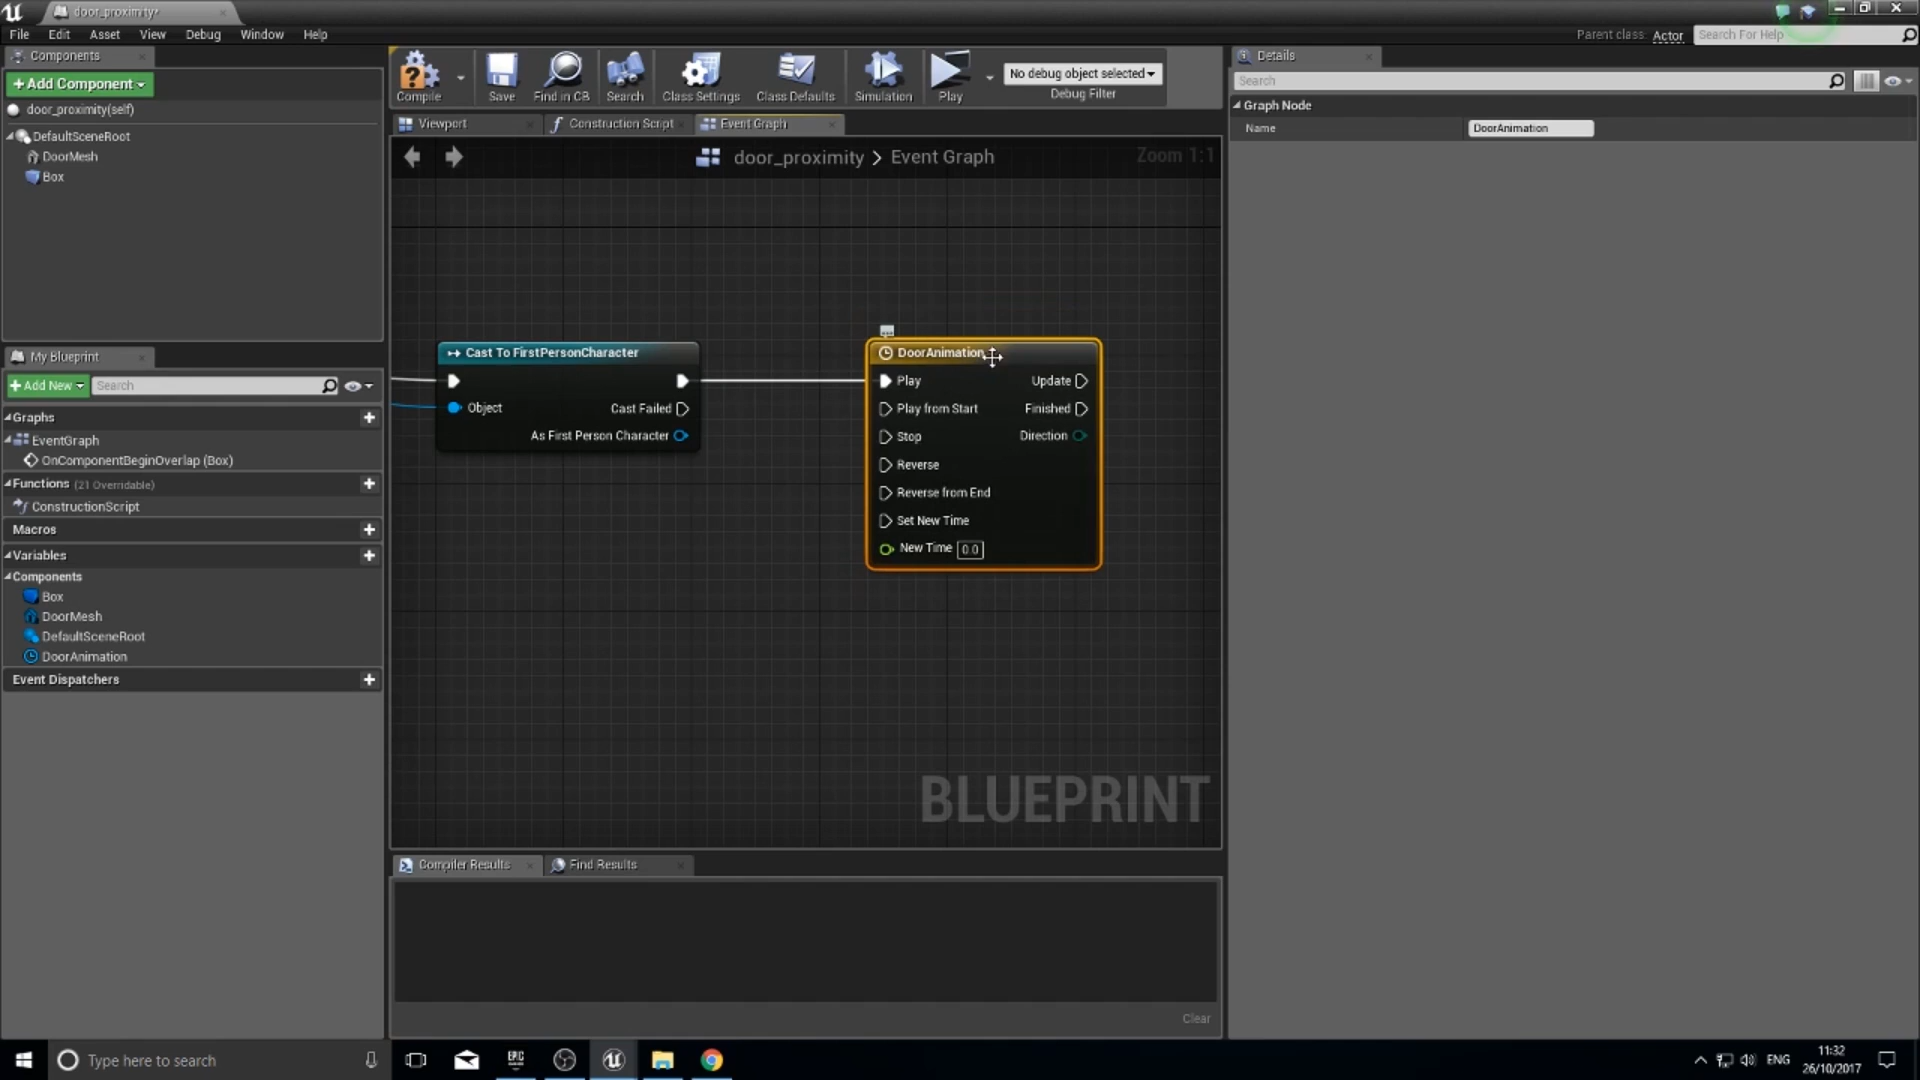 door_proximity*
File Edit Asset View Debug Window Help
Parent class: Actor
Search For Help
Components
+ Add Component
door_proximity(self)
DefaultSceneRoot
DoorMesh
Box
Compile
Save
Find in CB
Search
Class Settings
Class Defaults
Simulation
Play
No debug object selected
Debug Filter
Viewport
Construction Script
Event Graph
door_proximity > Event Graph
Zoom 1:1
Cast To FirstPersonCharacter
Object
Cast Failed
As First Person Character
DoorAnimation
Play
Update
Play from Start
Finished
Stop
Direction
Reverse
Reverse from End
Set New Time
New Time 0.0
BLUEPRINT
My Blueprint
+ Add New
Search
Graphs
EventGraph
OnComponentBeginOverlap (Box)
Functions (21 Overridable)
ConstructionScript
Macros
Variables
Components
Box
DoorMesh
DefaultSceneRoot
DoorAnimation
Event Dispatchers
Compiler Results
Find Results
Clear
Details
Search
Graph Node
Name
DoorAnimation
Type here to search
EPIC
ENG
11:32
26/10/2017